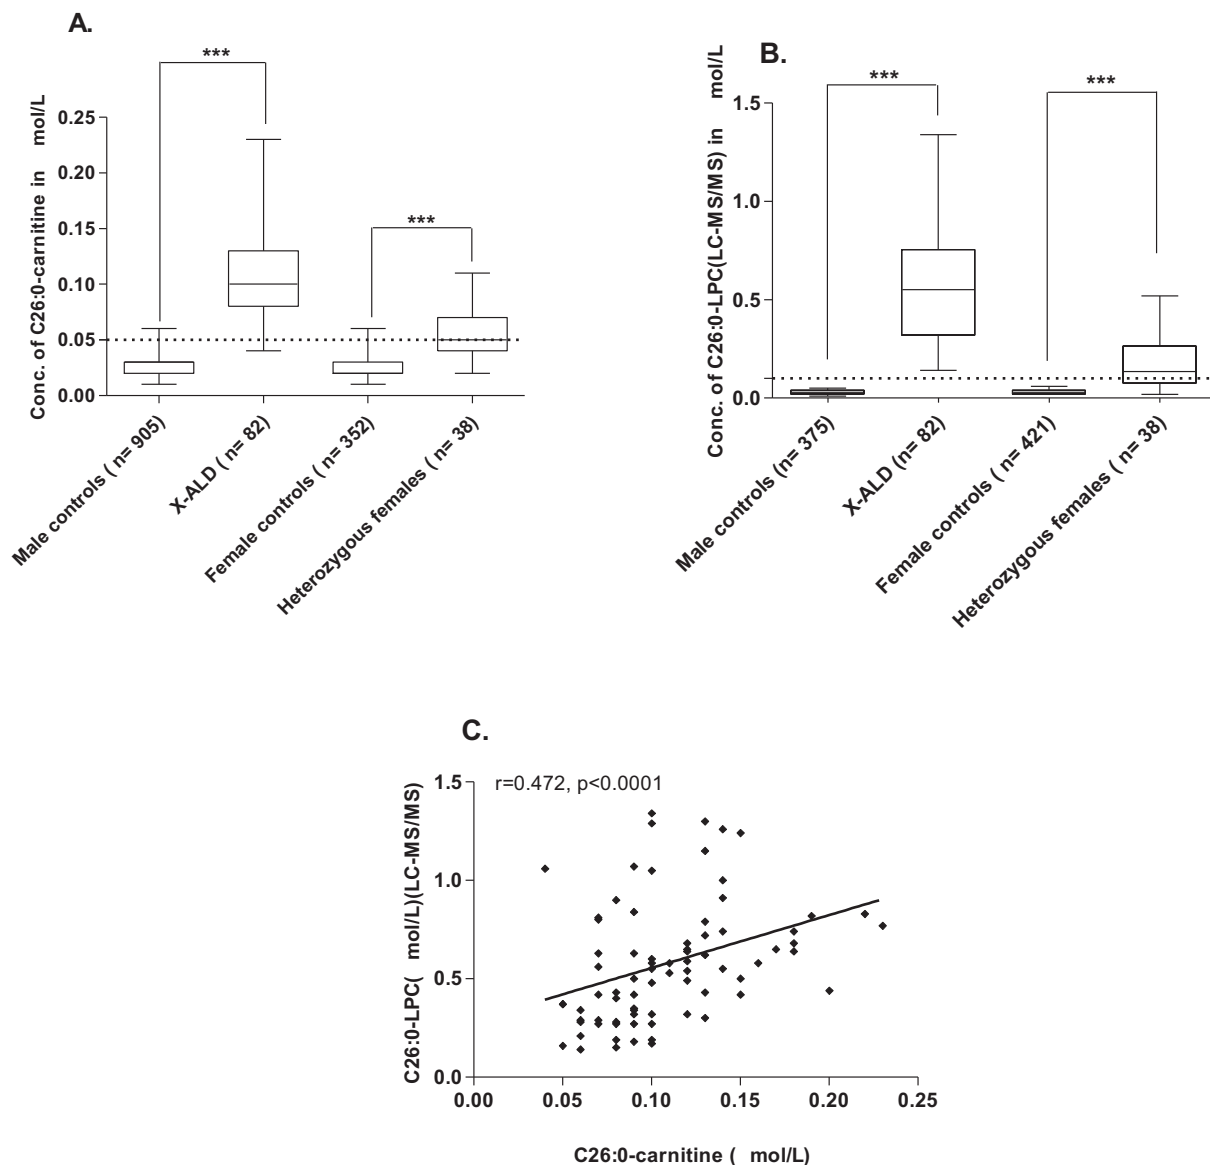 A.
***
***
Conc. of C26:0-carnitine in mol/L
0.25
0.20
0.15
0.10
0.05
0.00
Male controls ( n= 905)
X-ALD ( n= 82)
Female controls ( n= 352)
Heterozygous females ( n= 38)
B.
***
***
Conc. of C26:0-LPC(LC-MS/MS) in mol/L
1.5
1.0
0.5
0.0
Male controls (n= 375)
X-ALD (n= 82)
Female controls ( n= 421)
Heterozygous females ( n= 38)
C.
r=0.472, p<0.0001
C26:0-LPC( mol/L)(LC-MS/MS)
1.5
1.0
0.5
0.0
0.00 0.05 0.10 0.15 0.20 0.25
C26:0-carnitine ( mol/L)